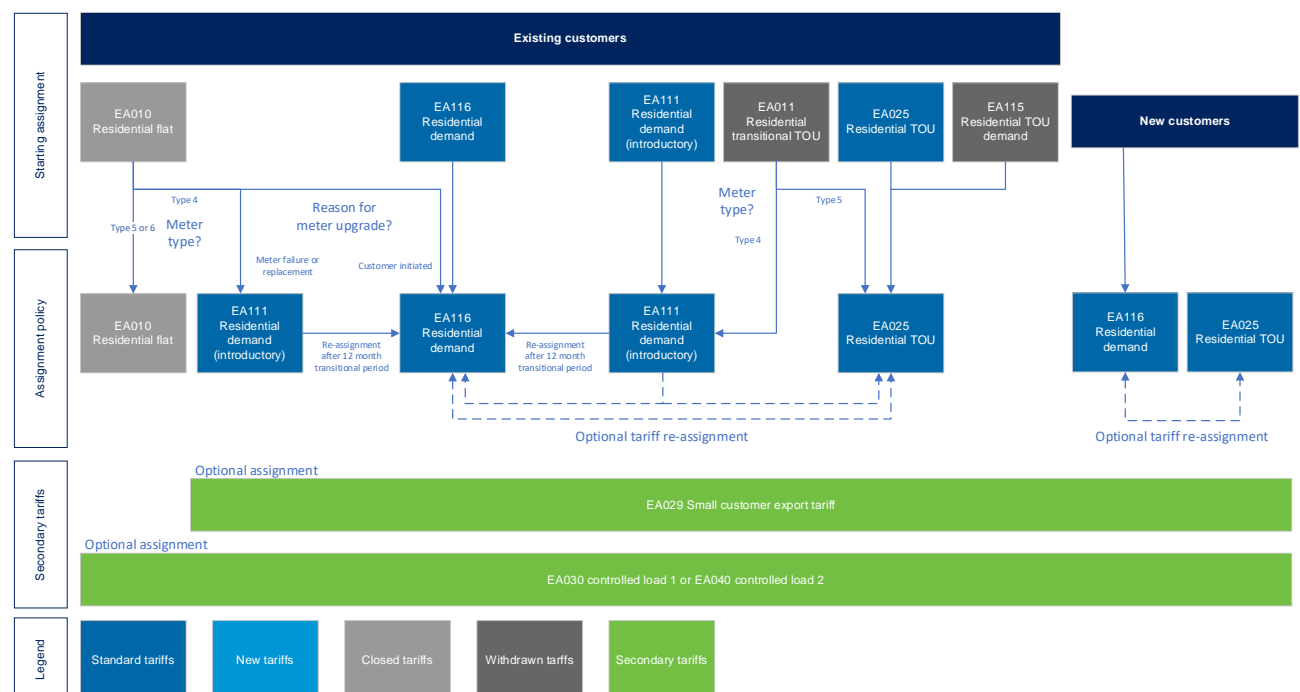 Starting assignment
Existing customers
EA010
Residential flat
EA116
Residential
demand
EA111
Residential
demand
(introductory)
EA011
Residential
transitional TOU
EA025
Residential TOU
EA115
Residential TOU
demand
New customers
Type 4
Type 5 or 6
Meter
type?
Reason for
meter upgrade?
Meter failure or
replacement
Customer initiated
Meter
type?
Type 5
Type 4
Assignment policy
EA010
Residential flat
EA111
Residential
demand
(introductory)
Re-assignment
after 12 month
transitional period
EA116
Residential
demand
Re-assignment
after 12 month
transitional period
EA111
Residential
demand
(introductory)
EA025
Residential TOU
EA116
Residential
demand
EA025
Residential TOU
Optional tariff re-assignment
Optional tariff re-assignment
Secondary tariffs
Optional assignment
EA029 Small customer export tariff
Optional assignment
EA030 controlled load 1 or EA040 controlled load 2
Legend
Standard tariffs
New tariffs
Closed tariffs
Withdrawn tariffs
Secondary tariffs